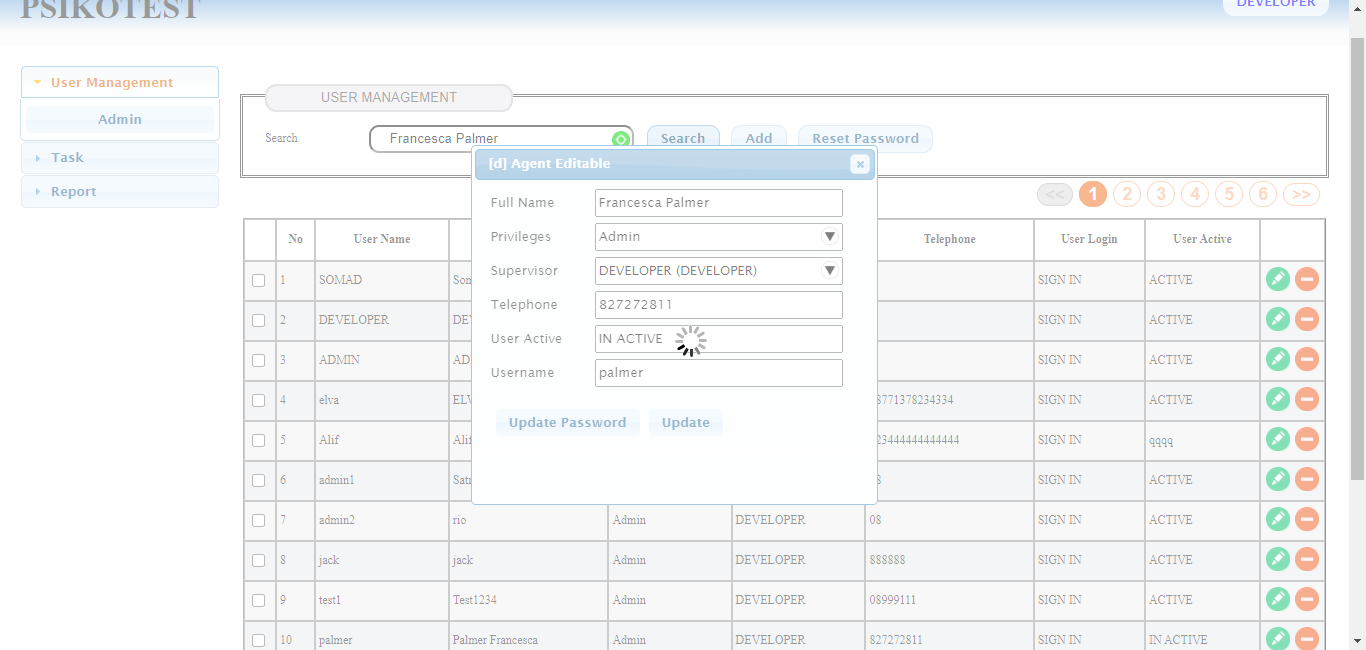 PSIKOTEST
DEVELOPER
User Management
Admin
Task
Report
USER MANAGEMENT
Search Francesca Palmer Search Add Reset Password
[d] Agent Editable
Full Name Francesca Palmer
Privileges Admin
Supervisor DEVELOPER (DEVELOPER)
Telephone 827272811
User Active IN ACTIVE
Username palmer
Update Password Update
<< 1 2 3 4 5 6 >>
No User Name Telephone User Login User Active
1 SOMAD SIGN IN ACTIVE
2 DEVELOPER SIGN IN ACTIVE
3 ADMIN SIGN IN ACTIVE
4 elva 8771378234334 SIGN IN ACTIVE
5 Alif Alif 23444444444444 SIGN IN qqqq
6 admin1 SIGN IN ACTIVE
7 admin2 rio Admin DEVELOPER 08 SIGN IN ACTIVE
8 jack jack Admin DEVELOPER 888888 SIGN IN ACTIVE
9 test1 Test1234 Admin DEVELOPER 08999111 SIGN IN ACTIVE
10 palmer Palmer Francesca Admin DEVELOPER 827272811 SIGN IN IN ACTIVE